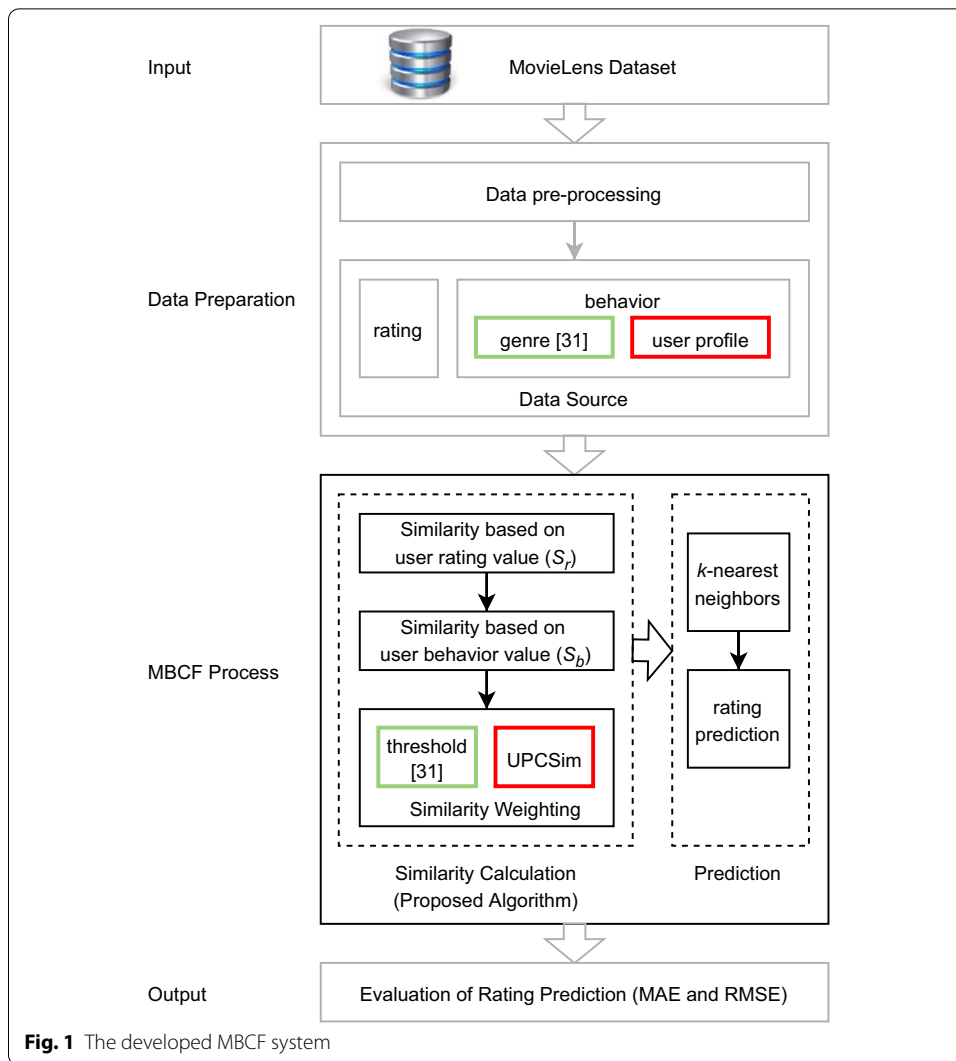 Input
MovieLens Dataset
Data Preparation
Data pre-processing
rating
behavior
genre [31]
user profile
Data Source
MBCF Process
Similarity based on
user rating value (Sr)
Similarity based on
user behavior value (Sb)
threshold
[31]
UPCSim
Similarity Weighting
Similarity Calculation
(Proposed Algorithm)
k-nearest
neighbors
rating
prediction
Prediction
Output
Evaluation of Rating Prediction (MAE and RMSE)
Fig. 1 The developed MBCF system